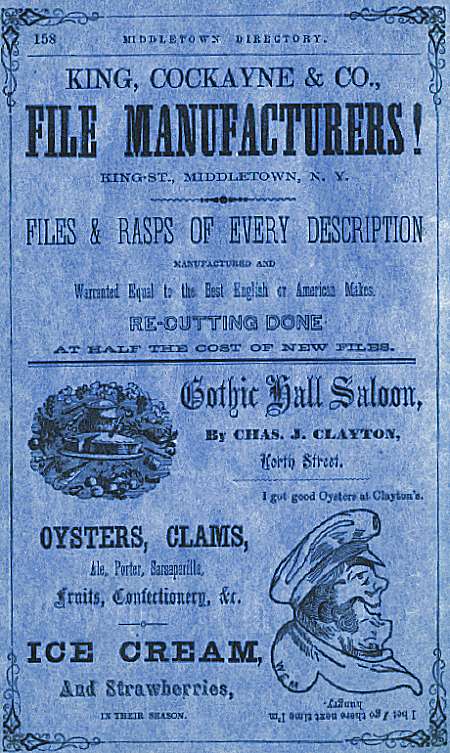 158 MIDDLETOWN DIRECTORY.
KING, COCKAYNE & CO.,
FILE MANUFACTURERS!
KING-ST., MIDDLETOWN, N. Y.
FILES & RASPS OF EVERY DESCRIPTION
MANUFACTURED AND
Warranted Equal to the Best English or American Makes.
RE-CUTTING DONE
AT HALF THE COST OF NEW FILES.
Gothic Hall Saloon,
By CHAS. J. CLAYTON,
North Street.
I got good Oysters at Clayton's.
OYSTERS, CLAMS,
Ale, Porter, Sarsaparilla,
Fruits, Confectionery, &c.
ICE CREAM,
And Strawberries,
IN THEIR SEASON.
I bet I go there next time I'm
hungry.